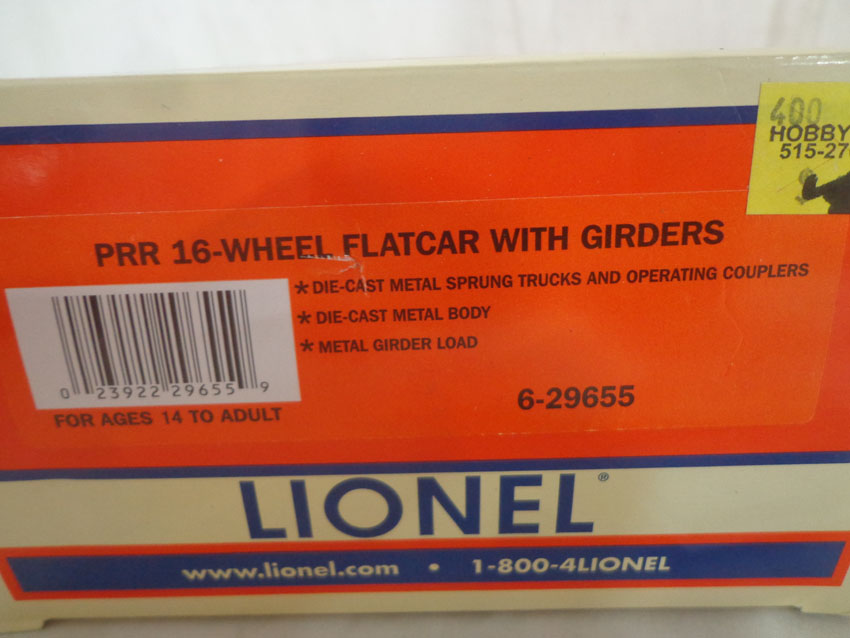 400
HOBBY
515-27
PRR 16-WHEEL FLATCAR WITH GIRDERS
* DIE-CAST METAL SPRUNG TRUCKS AND OPERATING COUPLERS
* DIE-CAST METAL BODY
* METAL GIRDER LOAD
0 23922 29655 9
FOR AGES 14 TO ADULT
6-29655
LIONEL®
www.lionel.com • 1-800-4LIONEL